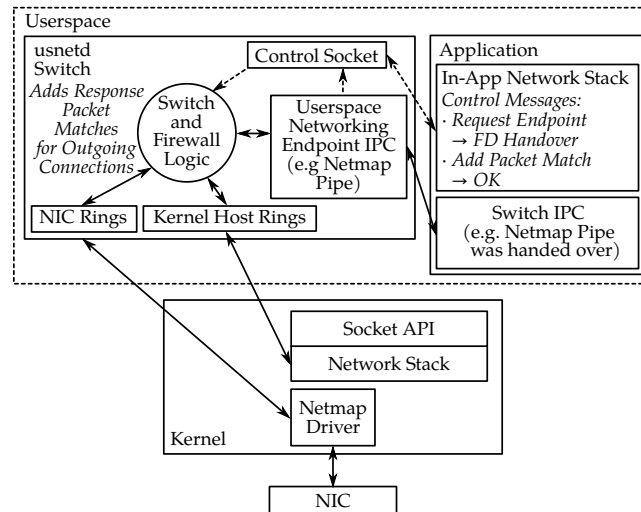 Userspace
usnetd
Switch
Adds Response
Packet
Matches
for Outgoing
Connections
Switch
and
Firewall
Logic
Control Socket
Userspace
Networking
Endpoint IPC
(e.g Netmap
Pipe)
NIC Rings
Kernel Host Rings
Application
In-App Network Stack
Control Messages:
· Request Endpoint
→ FD Handover
· Add Packet Match
→ OK
Switch IPC
(e.g. Netmap Pipe
was handed over)
Socket API
Network Stack
Netmap
Driver
Kernel
NIC